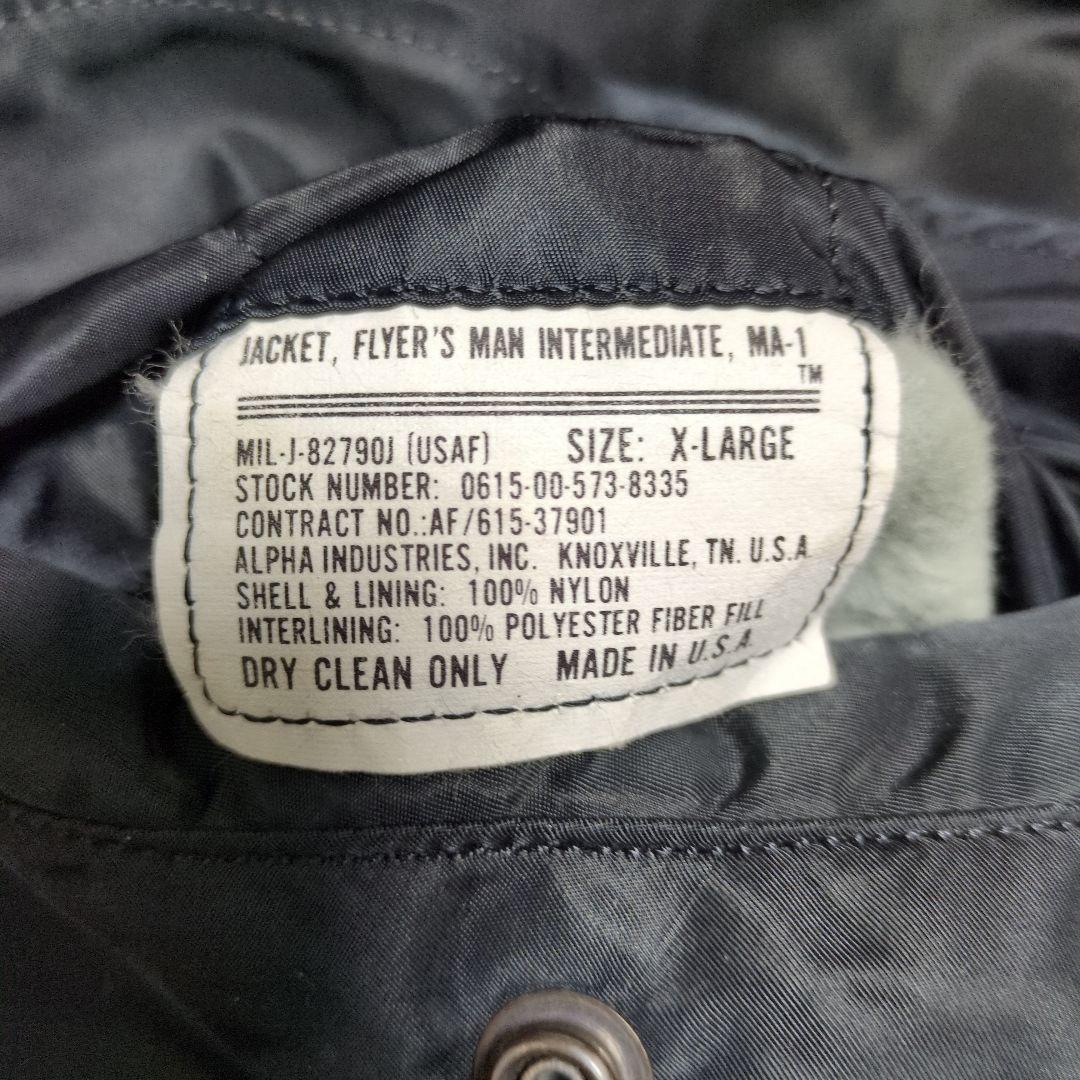 JACKET, FLYER'S MAN INTERMEDIATE, MA-1
TM
MIL-J-82790J (USAF) SIZE: X-LARGE
STOCK NUMBER: 0615-00-573-8335
CONTRACT NO.:AF/615-37901
ALPHA INDUSTRIES, INC. KNOXVILLE, TN. U.S.A.
SHELL & LINING: 100% NYLON
INTERLINING: 100% POLYESTER FIBER FILL
DRY CLEAN ONLY MADE IN U.S.A.